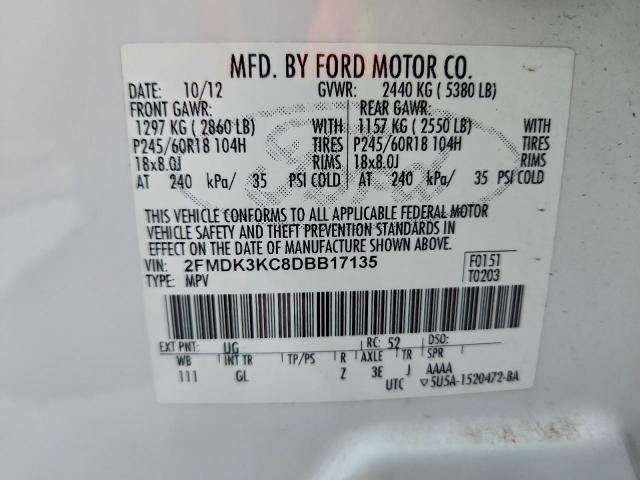 MFD. BY FORD MOTOR CO.
DATE: 10/12 GVWR: 2440 KG ( 5380 LB)
FRONT GAWR: REAR GAWR:
1297 KG ( 2860 LB) WITH 1157 KG ( 2550 LB) WITH
P245/60R18 104H TIRES P245/60R18 104H TIRES
18x8.0J RIMS 18x8.0J RIMS
AT 240 kPa/ 35 PSI COLD AT 240 kPa/ 35 PSI COLD
THIS VEHICLE CONFORMS TO ALL APPLICABLE FEDERAL MOTOR
VEHICLE SAFETY AND THEFT PREVENTION STANDARDS IN
EFFECT ON THE DATE OF MANUFACTURE SHOWN ABOVE.
VIN: 2FMDK3KC8DBB17135 F0151
TYPE: MPV T0203
EXT PNT: UG RC: 52 DSO:
WB INT TR TP/PS R AXLE TR SPR
111 GL Z 3E J AAAA
UTC ▽5U5A-1520472-BA
Ford